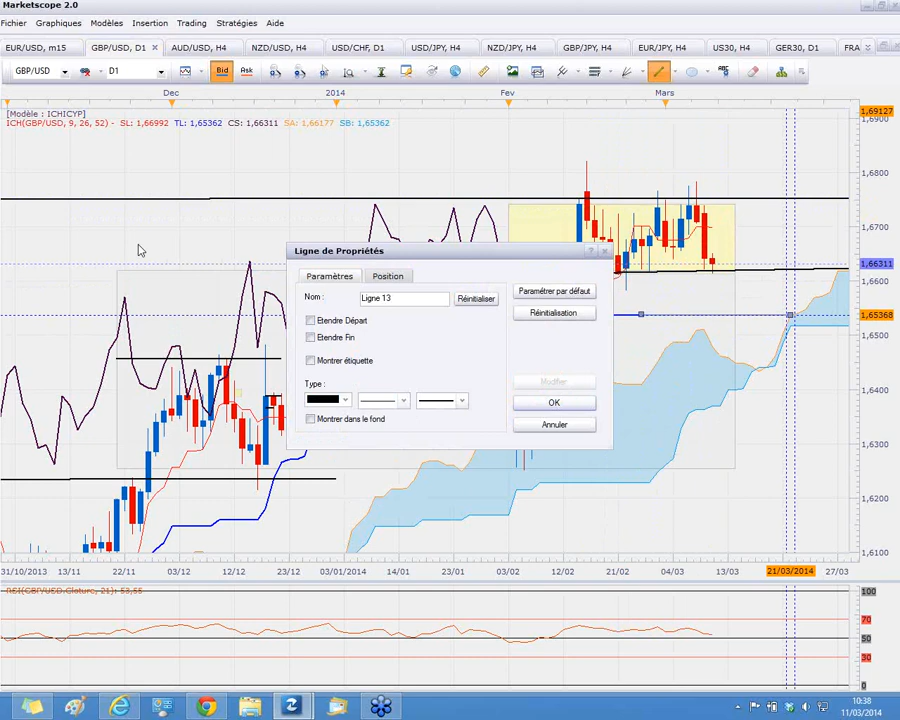 Marketscope 2.0
Fichier Graphiques Modèles Insertion Trading Stratégies Aide
EUR/USD, m15 GBP/USD, D1 AUD/USD, H4 NZD/USD, H4 USD/CHF, D1 USD/JPY, H4 NZD/JPY, H4 GBP/JPY, H4 EUR/JPY, H4 US30, H4 GER30, D1 FRA
GBP/USD D1 Bid Ask ABC
Dec 2014 Fev Mars
[Modèle : ICHICYP]
ICH(GBP/USD, 9, 26, 52) - SL: 1,66992 TL: 1,65362 CS: 1,66311 SA: 1,66177 SB: 1,65362
1,69127
1,6900
1,6800
1,6700
1,66311
1,6600
1,65368
1,6500
1,6400
1,6300
1,6200
1,6100
Ligne de Propriétés
Paramètres Position
Nom : Ligne 13 Réinitialiser
Paramétrer par défaut
Réinitialisation
Etendre Départ
Etendre Fin
Montrer étiquette
Type :
Montrer dans le fond
Modifier
OK
Annuler
31/10/2013 13/11 22/11 03/12 12/12 23/12 03/01/2014 14/01 23/01 03/02 12/02 21/02 04/03 13/03 21/03/2014 27/03
RSI(GBP/USD.Cloture, 21): 53,55
100
70
50
30
0
10:38
11/03/2014